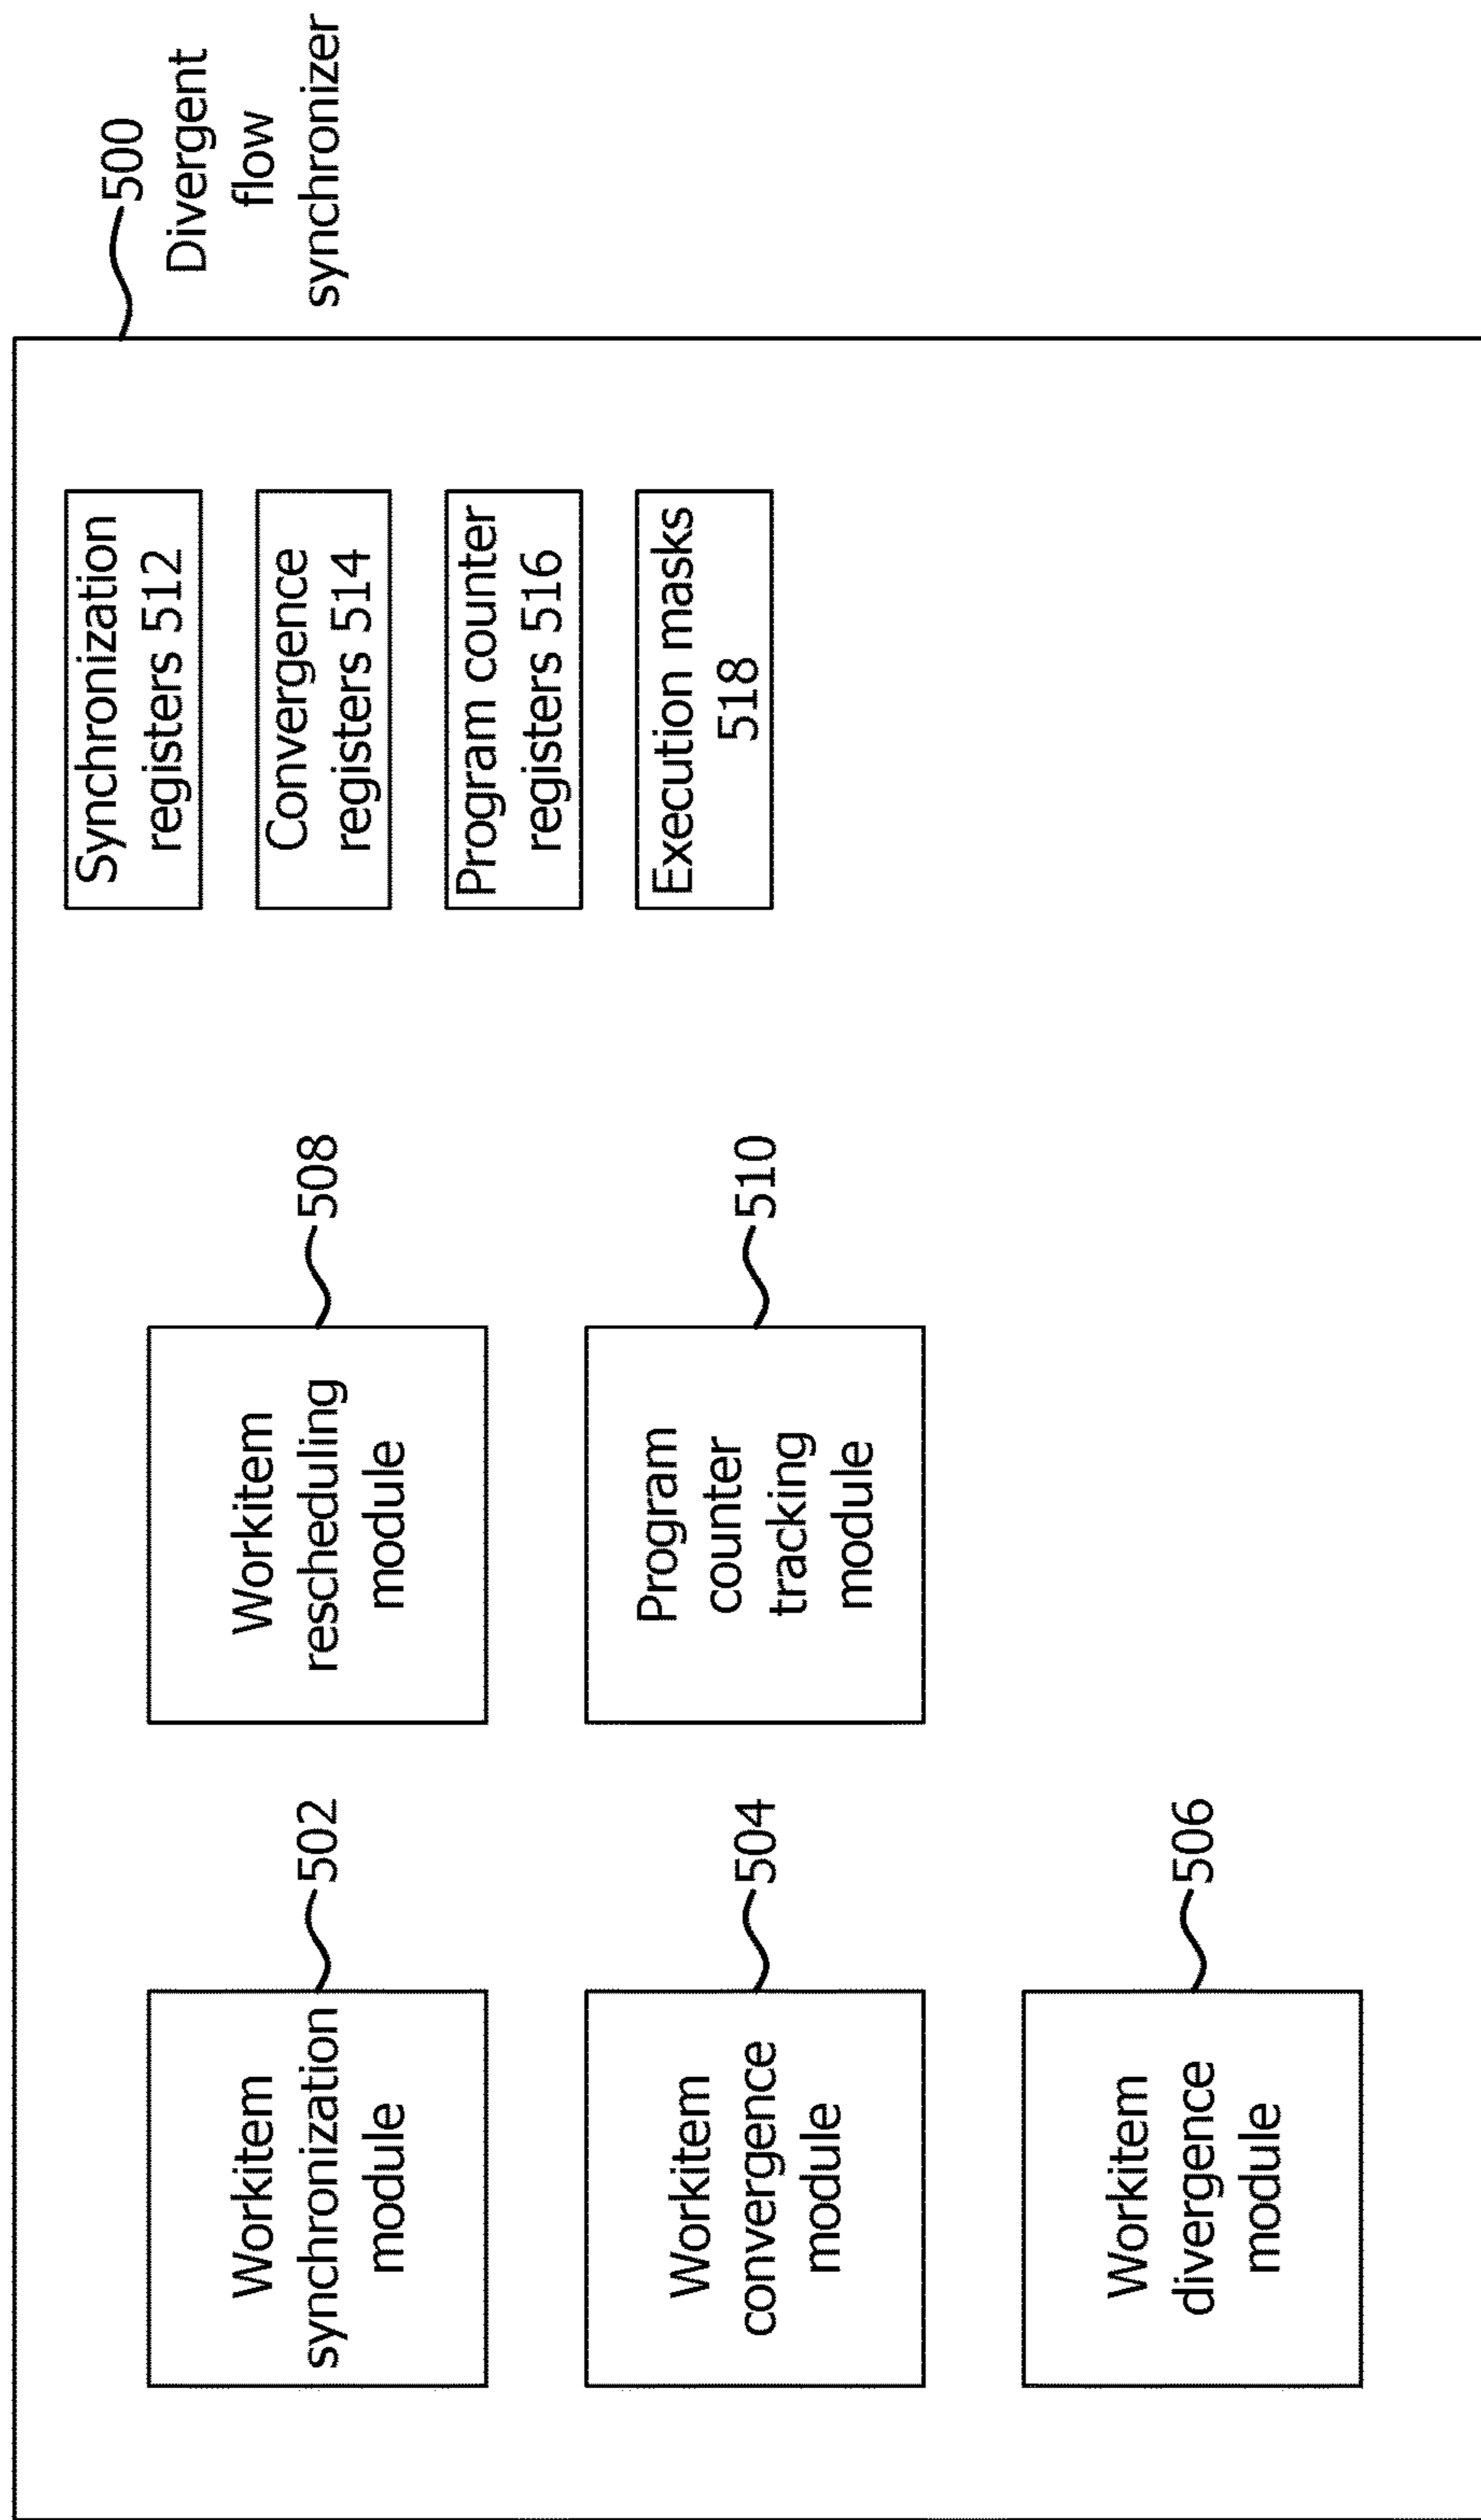 500
Divergent
flow
synchronizer
Workitem
synchronization
module
502
Workitem
rescheduling
module
508
Synchronization
registers 512
Convergence
registers 514
Program counter
registers 516
Execution masks
518
Workitem
convergence
module
504
Program
counter
tracking
module
510
Workitem
divergence
module
506